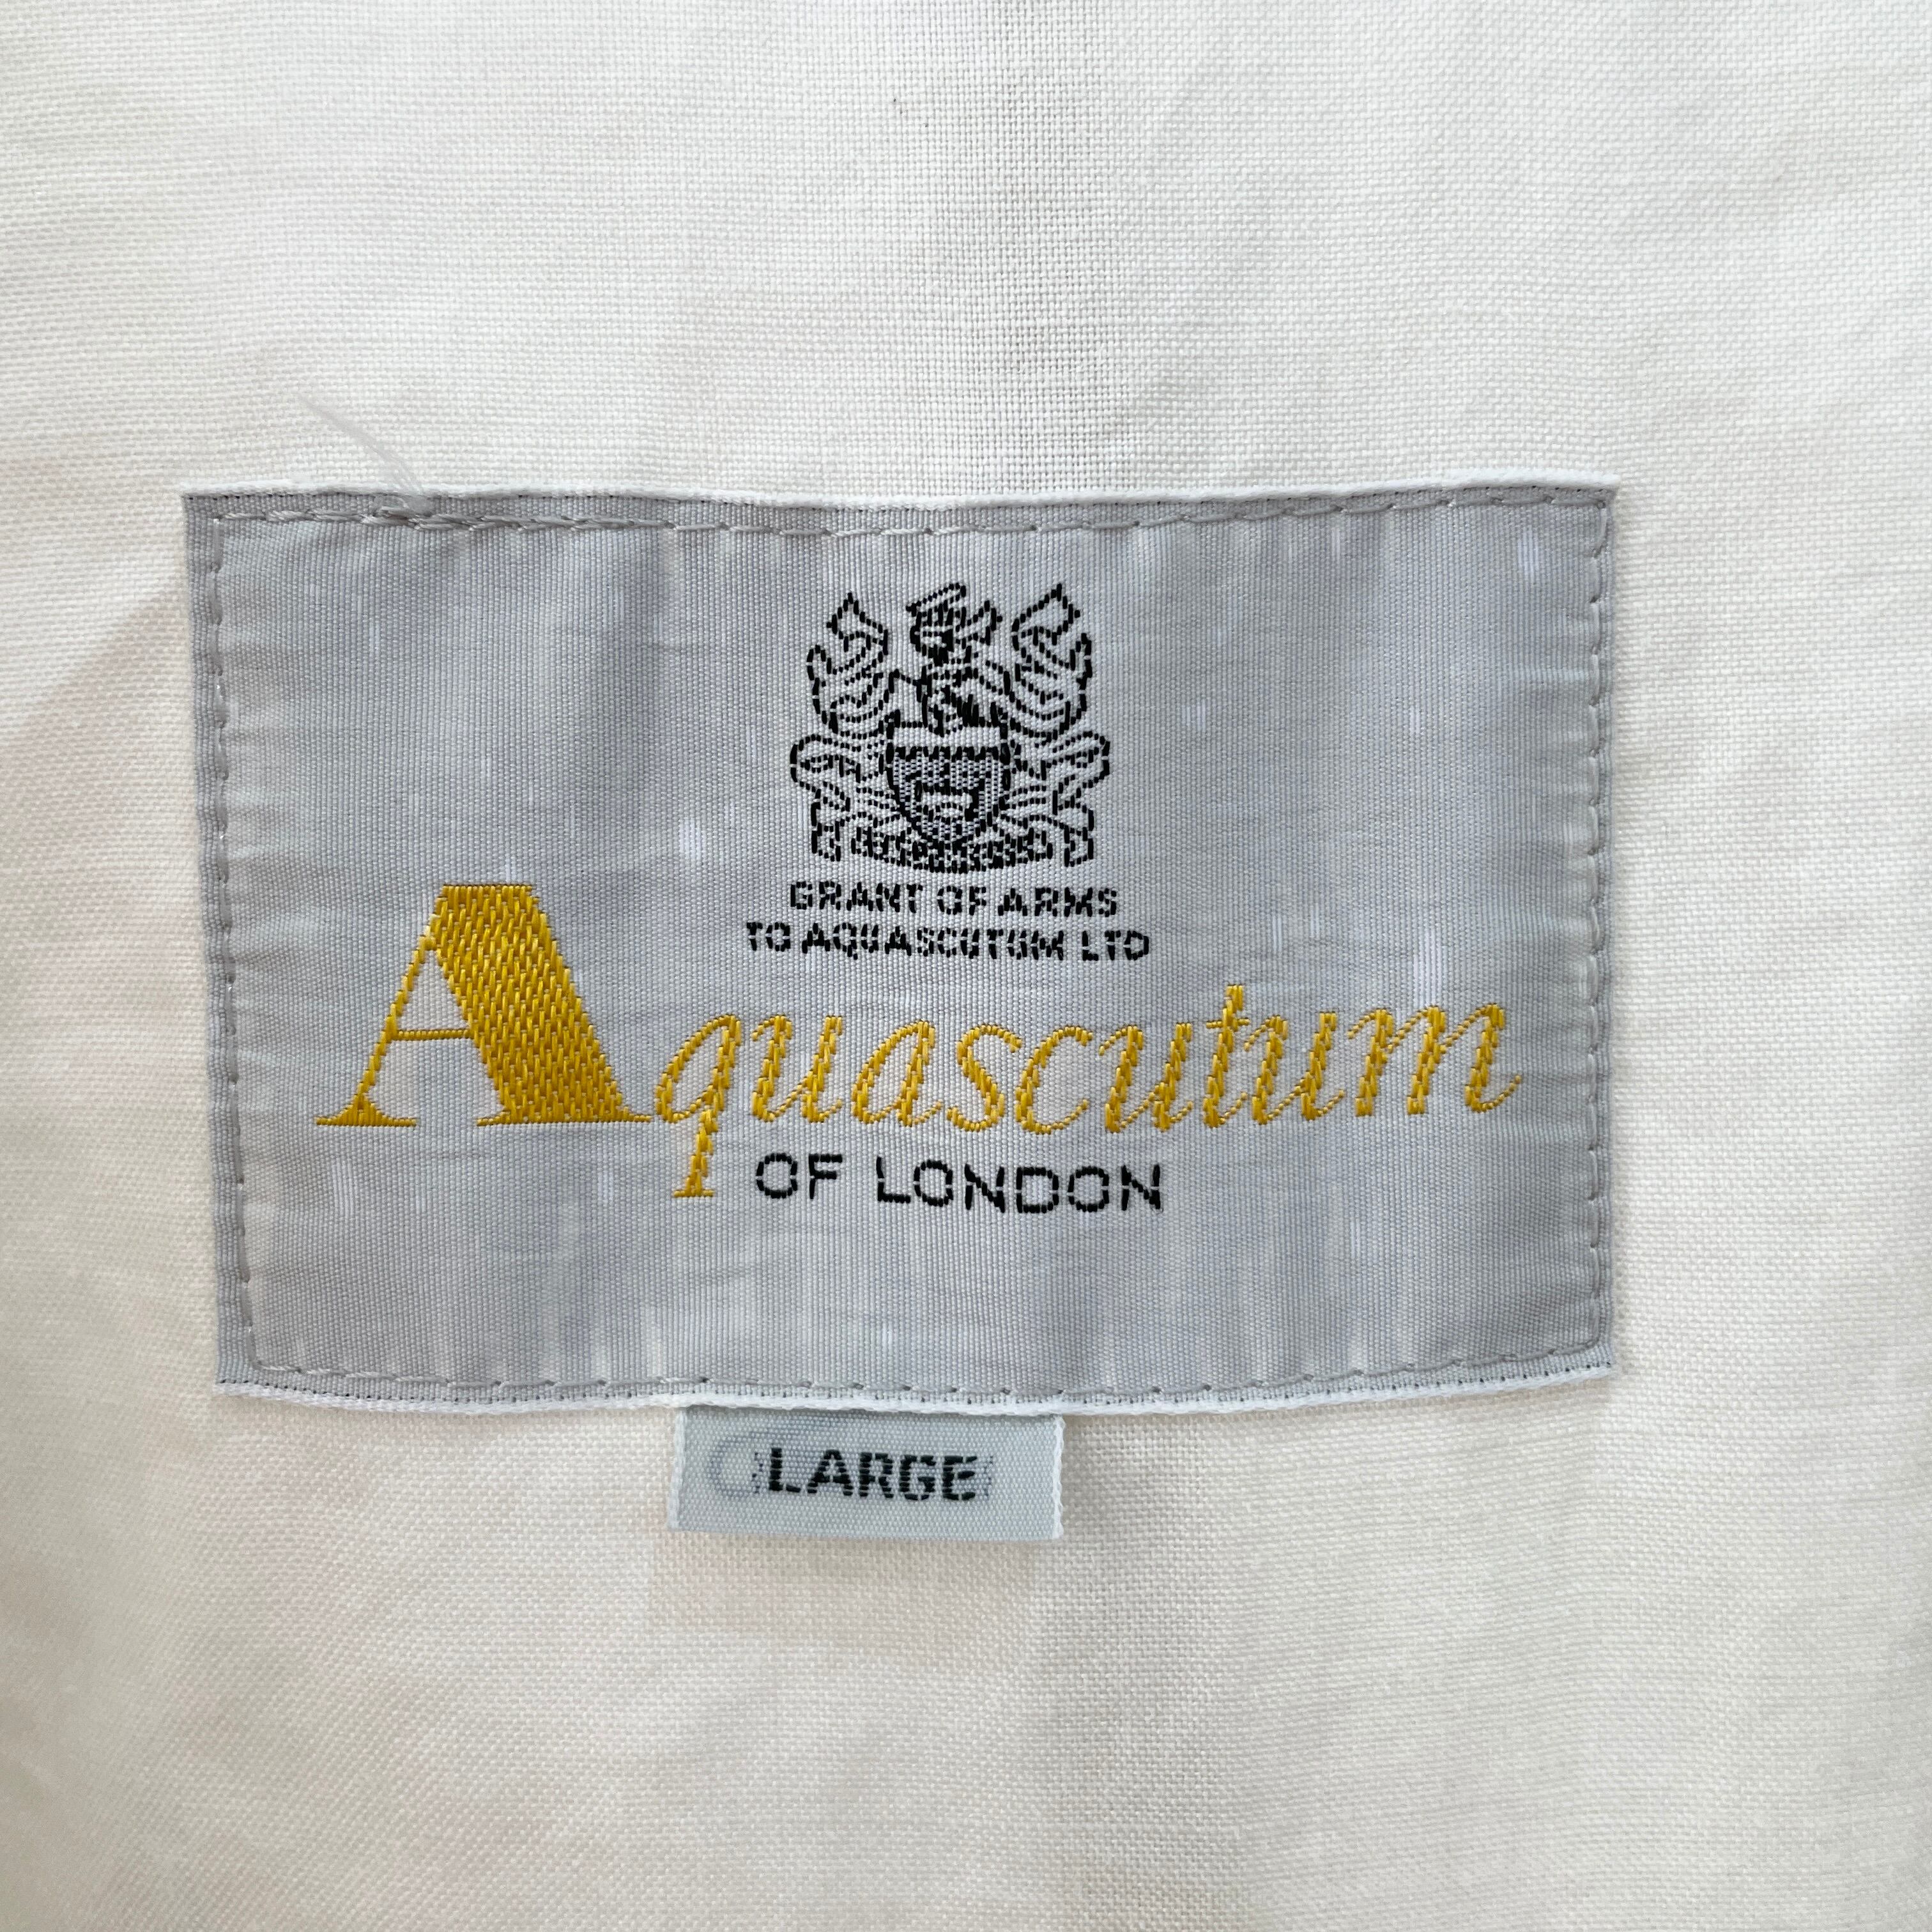 GRANT OF ARMS
TO AQUASCUTUM LTD
Aquascutum
OF LONDON
LARGE